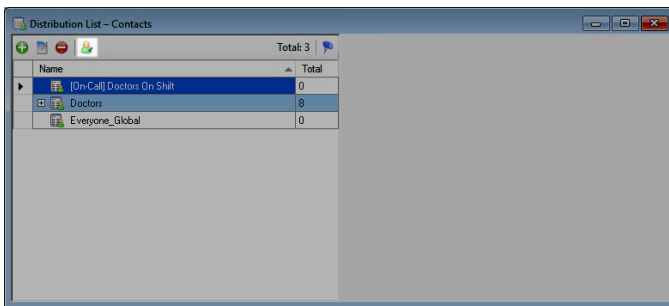 Distribution List – Contacts
Total: 3
Name Total
[On-Call] Doctors On Shift 0
Doctors 8
Everyone_Global 0